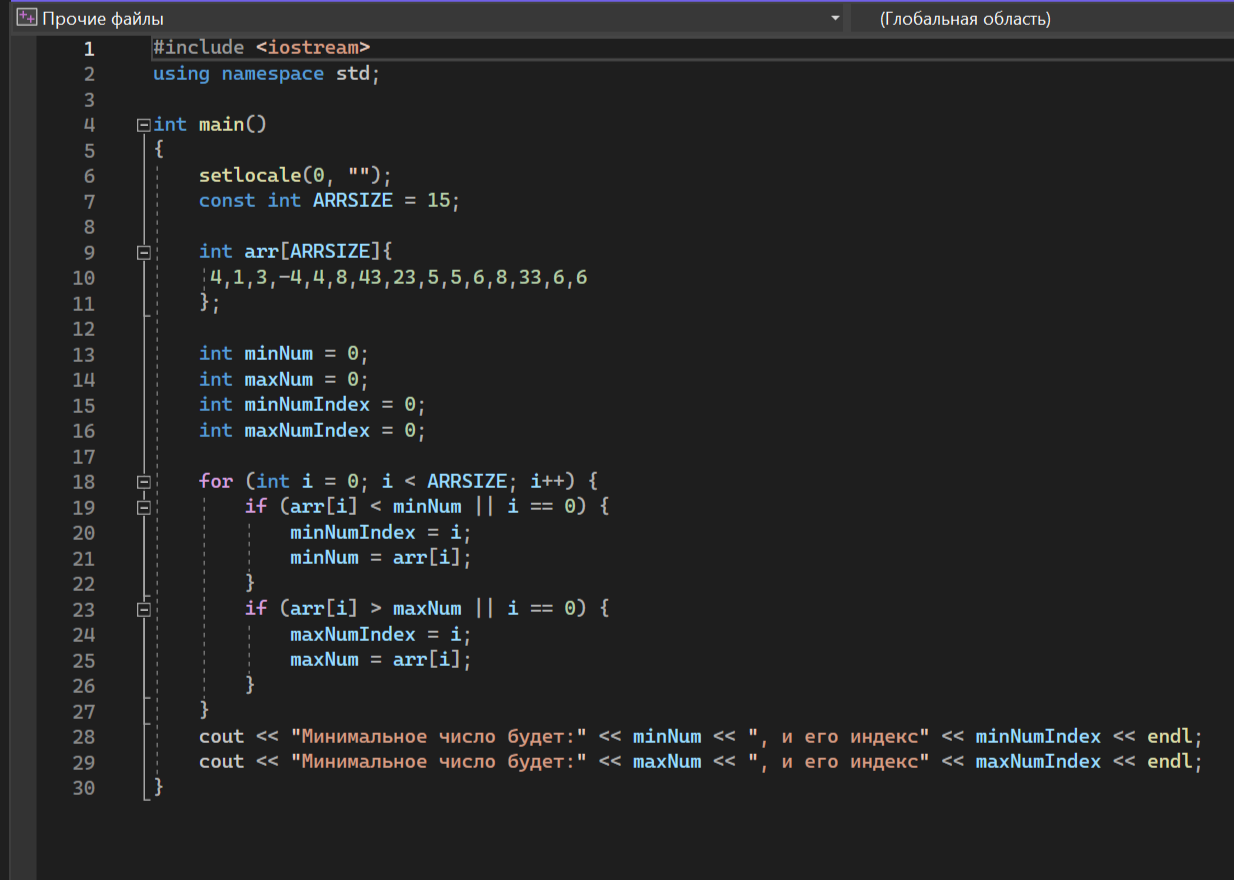 Прочие файлы (Глобальная область)
1 #include <iostream>
2 using namespace std;
3
4 int main()
5 {
6 setlocale(0, "");
7 const int ARRSIZE = 15;
8
9 int arr[ARRSIZE]{
10 4,1,3,-4,4,8,43,23,5,5,6,8,33,6,6
11 };
12
13 int minNum = 0;
14 int maxNum = 0;
15 int minNumIndex = 0;
16 int maxNumIndex = 0;
17
18 for (int i = 0; i < ARRSIZE; i++) {
19 if (arr[i] < minNum || i == 0) {
20 minNumIndex = i;
21 minNum = arr[i];
22 }
23 if (arr[i] > maxNum || i == 0) {
24 maxNumIndex = i;
25 maxNum = arr[i];
26 }
27 }
28 cout << "Минимальное число будет:" << minNum << ", и его индекс" << minNumIndex << endl;
29 cout << "Минимальное число будет:" << maxNum << ", и его индекс" << maxNumIndex << endl;
30 }